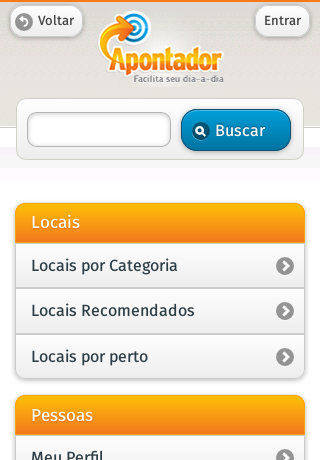 Voltar
Entrar
Apontador
Facilita seu dia-a-dia
Buscar
Locais
Locais por Categoria
Locais Recomendados
Locais por perto
Pessoas
Meu Perfil